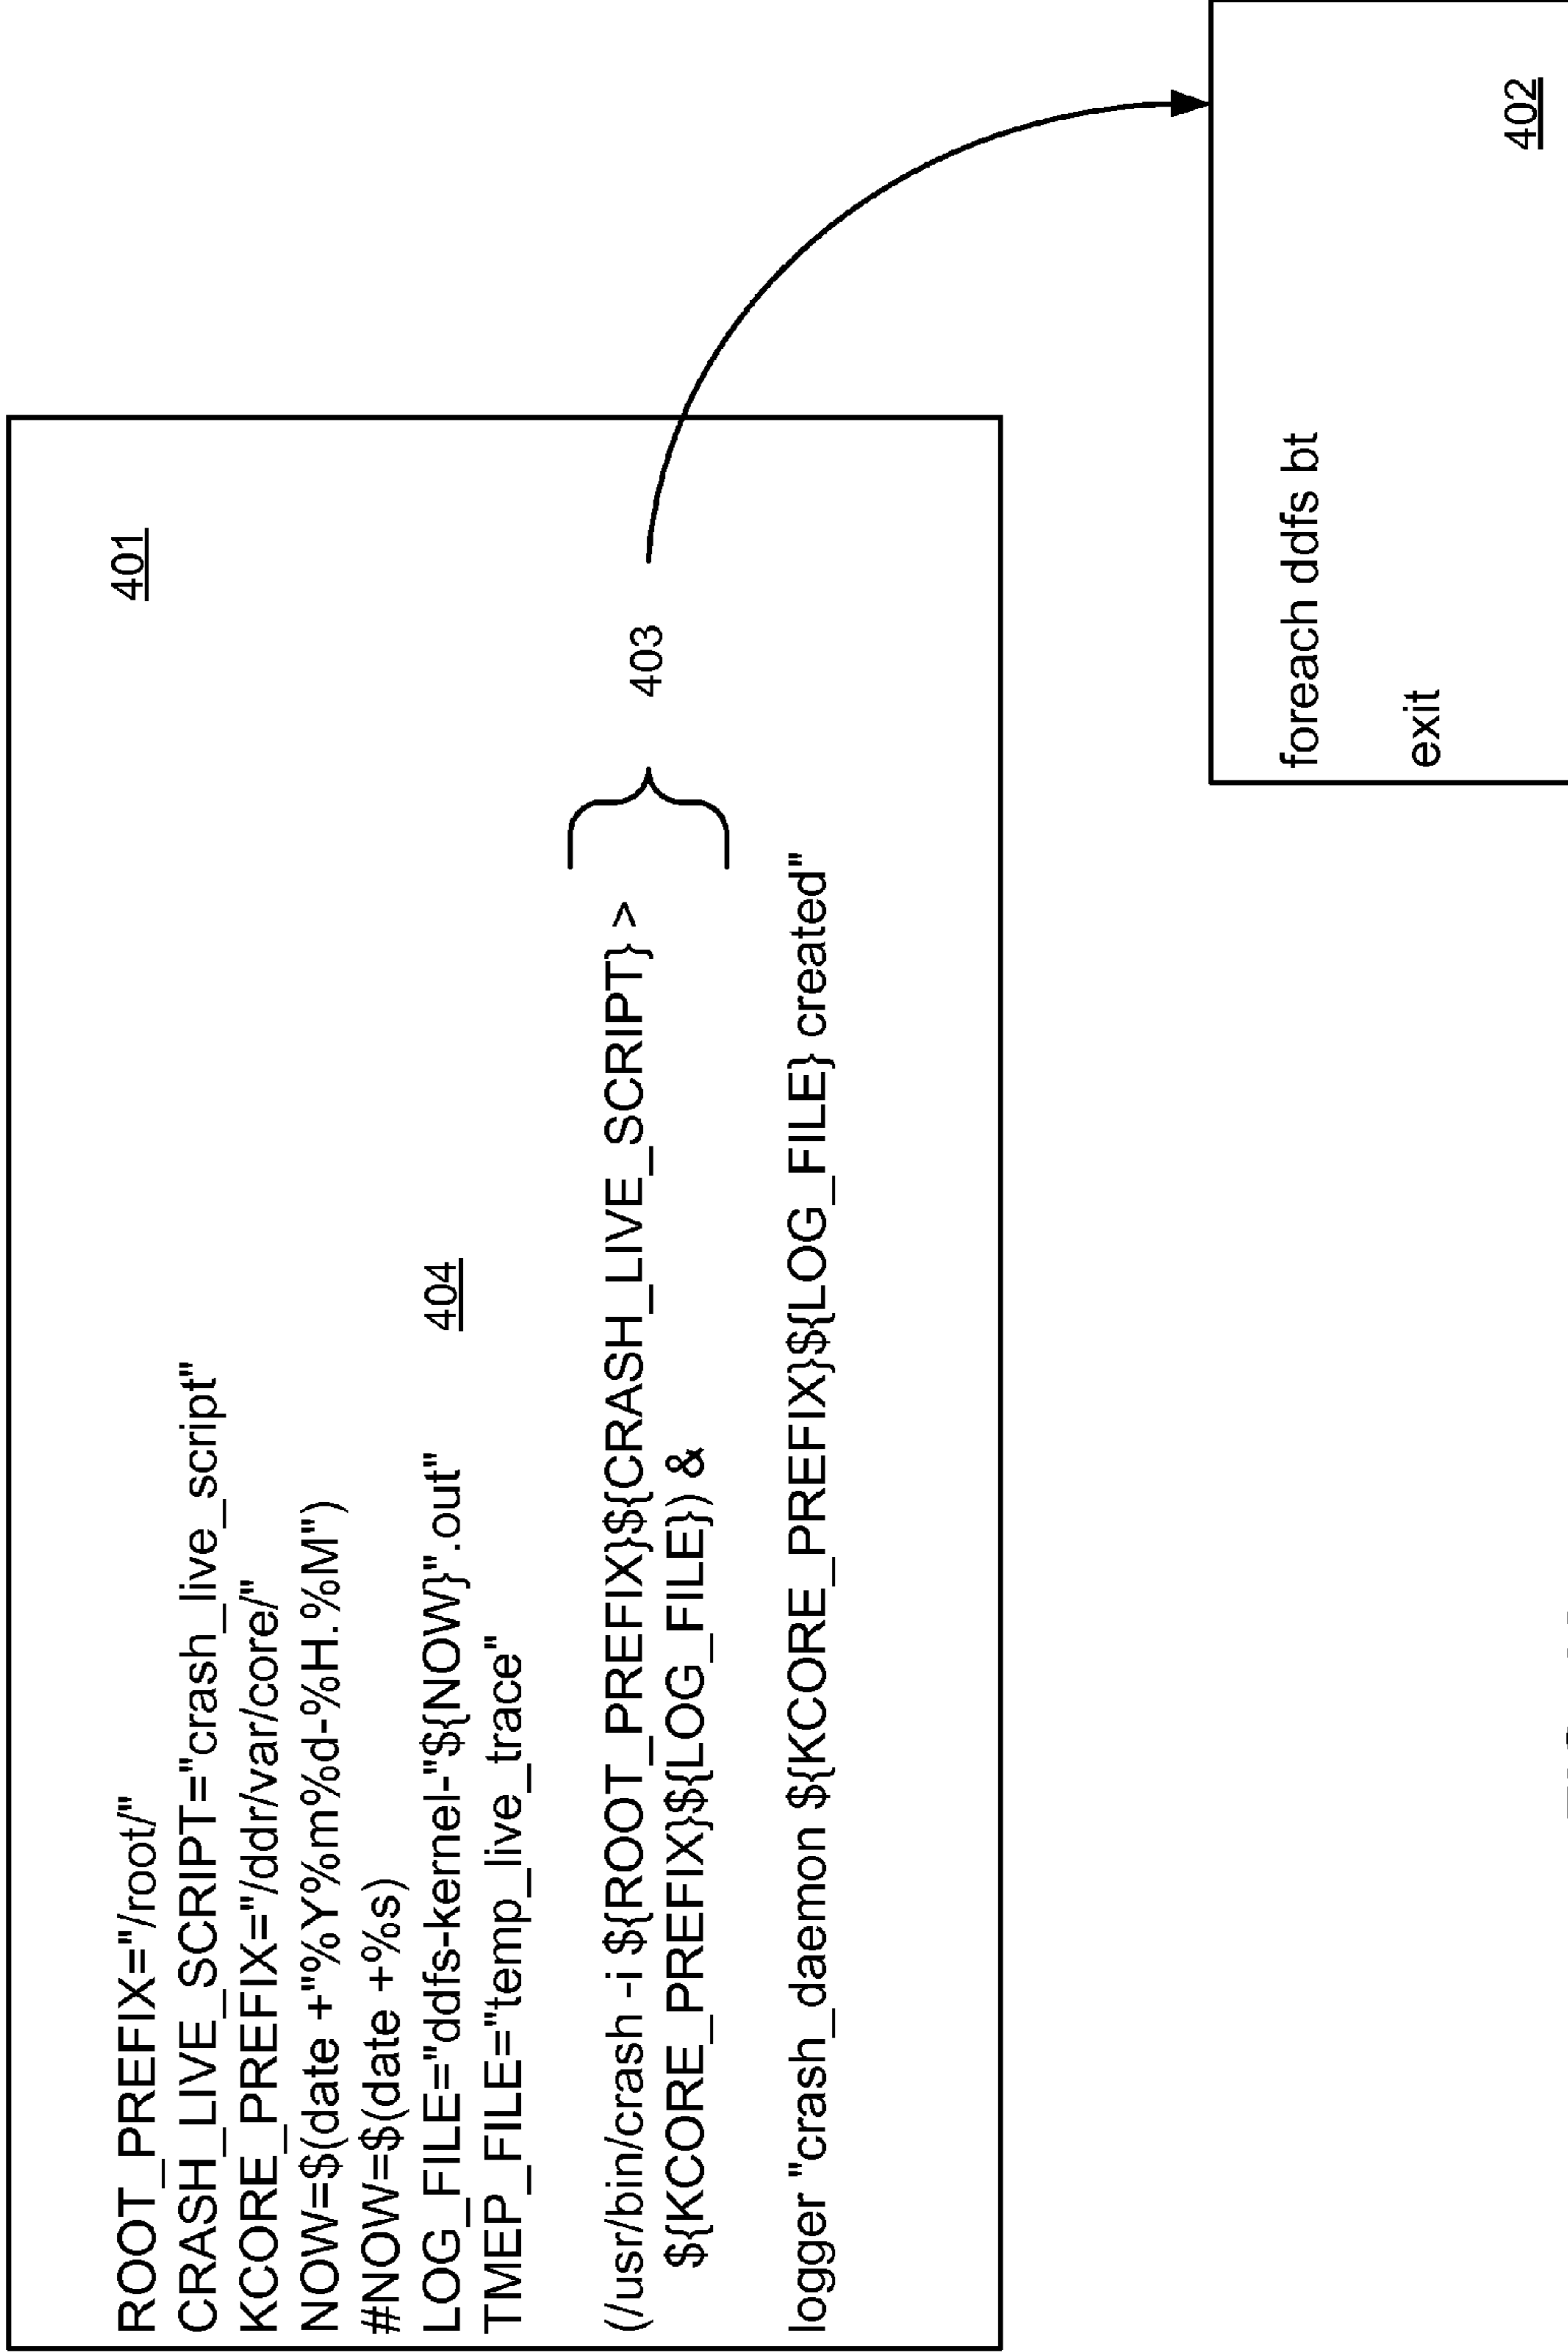 401
ROOT_PREFIX="/root/"
CRASH_LIVE_SCRIPT="crash_live_script"
KCORE_PREFIX="/ddr/var/core/"
NOW=$(date +"%Y%m%d-%H.%M")
#NOW=$(date +%s)
LOG_FILE="ddfs-kernel-"${NOW}".out" 404
TMEP_FILE="temp_live_trace"
(/usr/bin/crash -i ${ROOT_PREFIX}${CRASH_LIVE_SCRIPT} >
${KCORE_PREFIX}${LOG_FILE}) &
403
logger "crash_daemon ${KCORE_PREFIX}${LOG_FILE} created"
foreach ddfs bt
exit
402